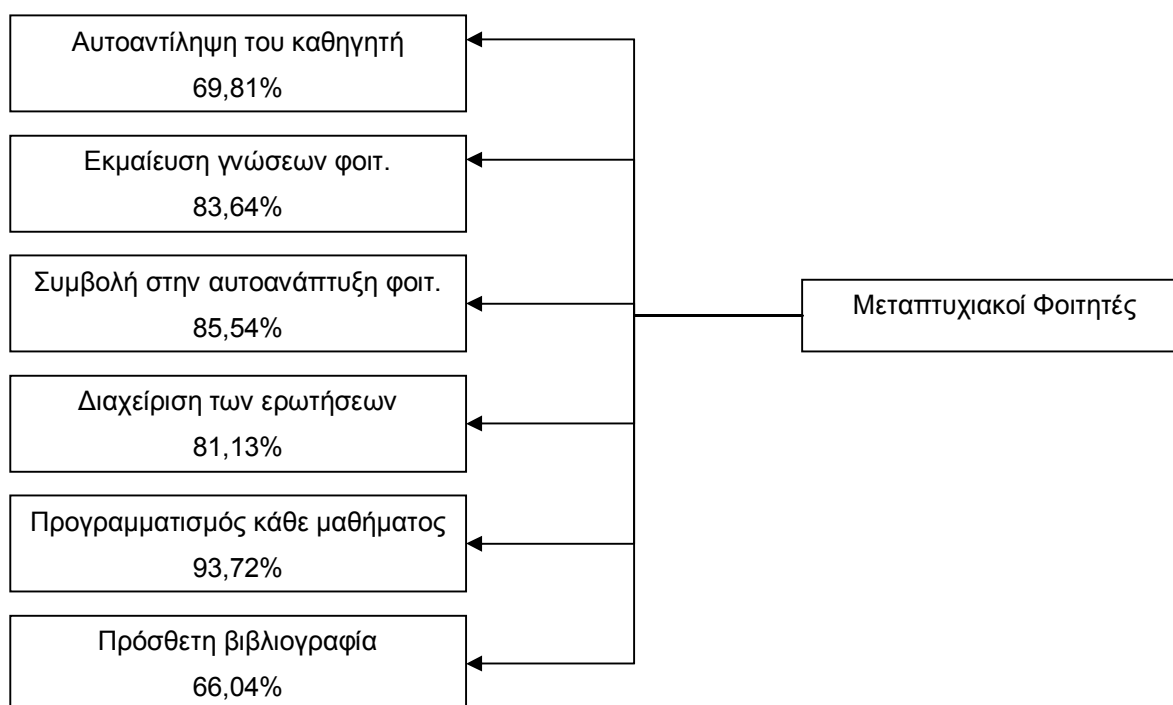 Αυτοαντίληψη του καθηγητή
69,81%
Εκμαίευση γνώσεων φοιτ.
83,64%
Συμβολή στην αυτοανάπτυξη φοιτ.
85,54%
Διαχείριση των ερωτήσεων
81,13%
Προγραμματισμός κάθε μαθήματος
93,72%
Πρόσθετη βιβλιογραφία
66,04%
Μεταπτυχιακοί Φοιτητές